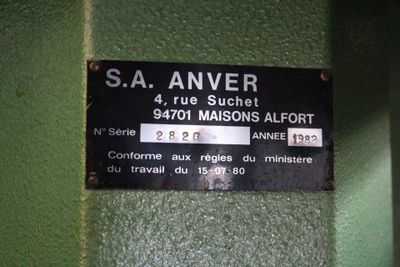 S.A. ANVER
4, rue Suchet
94701 MAISONS ALFORT
N° Série 2820 ANNEE 1982
Conforme aux règles du ministère
du travail du 15-07-80